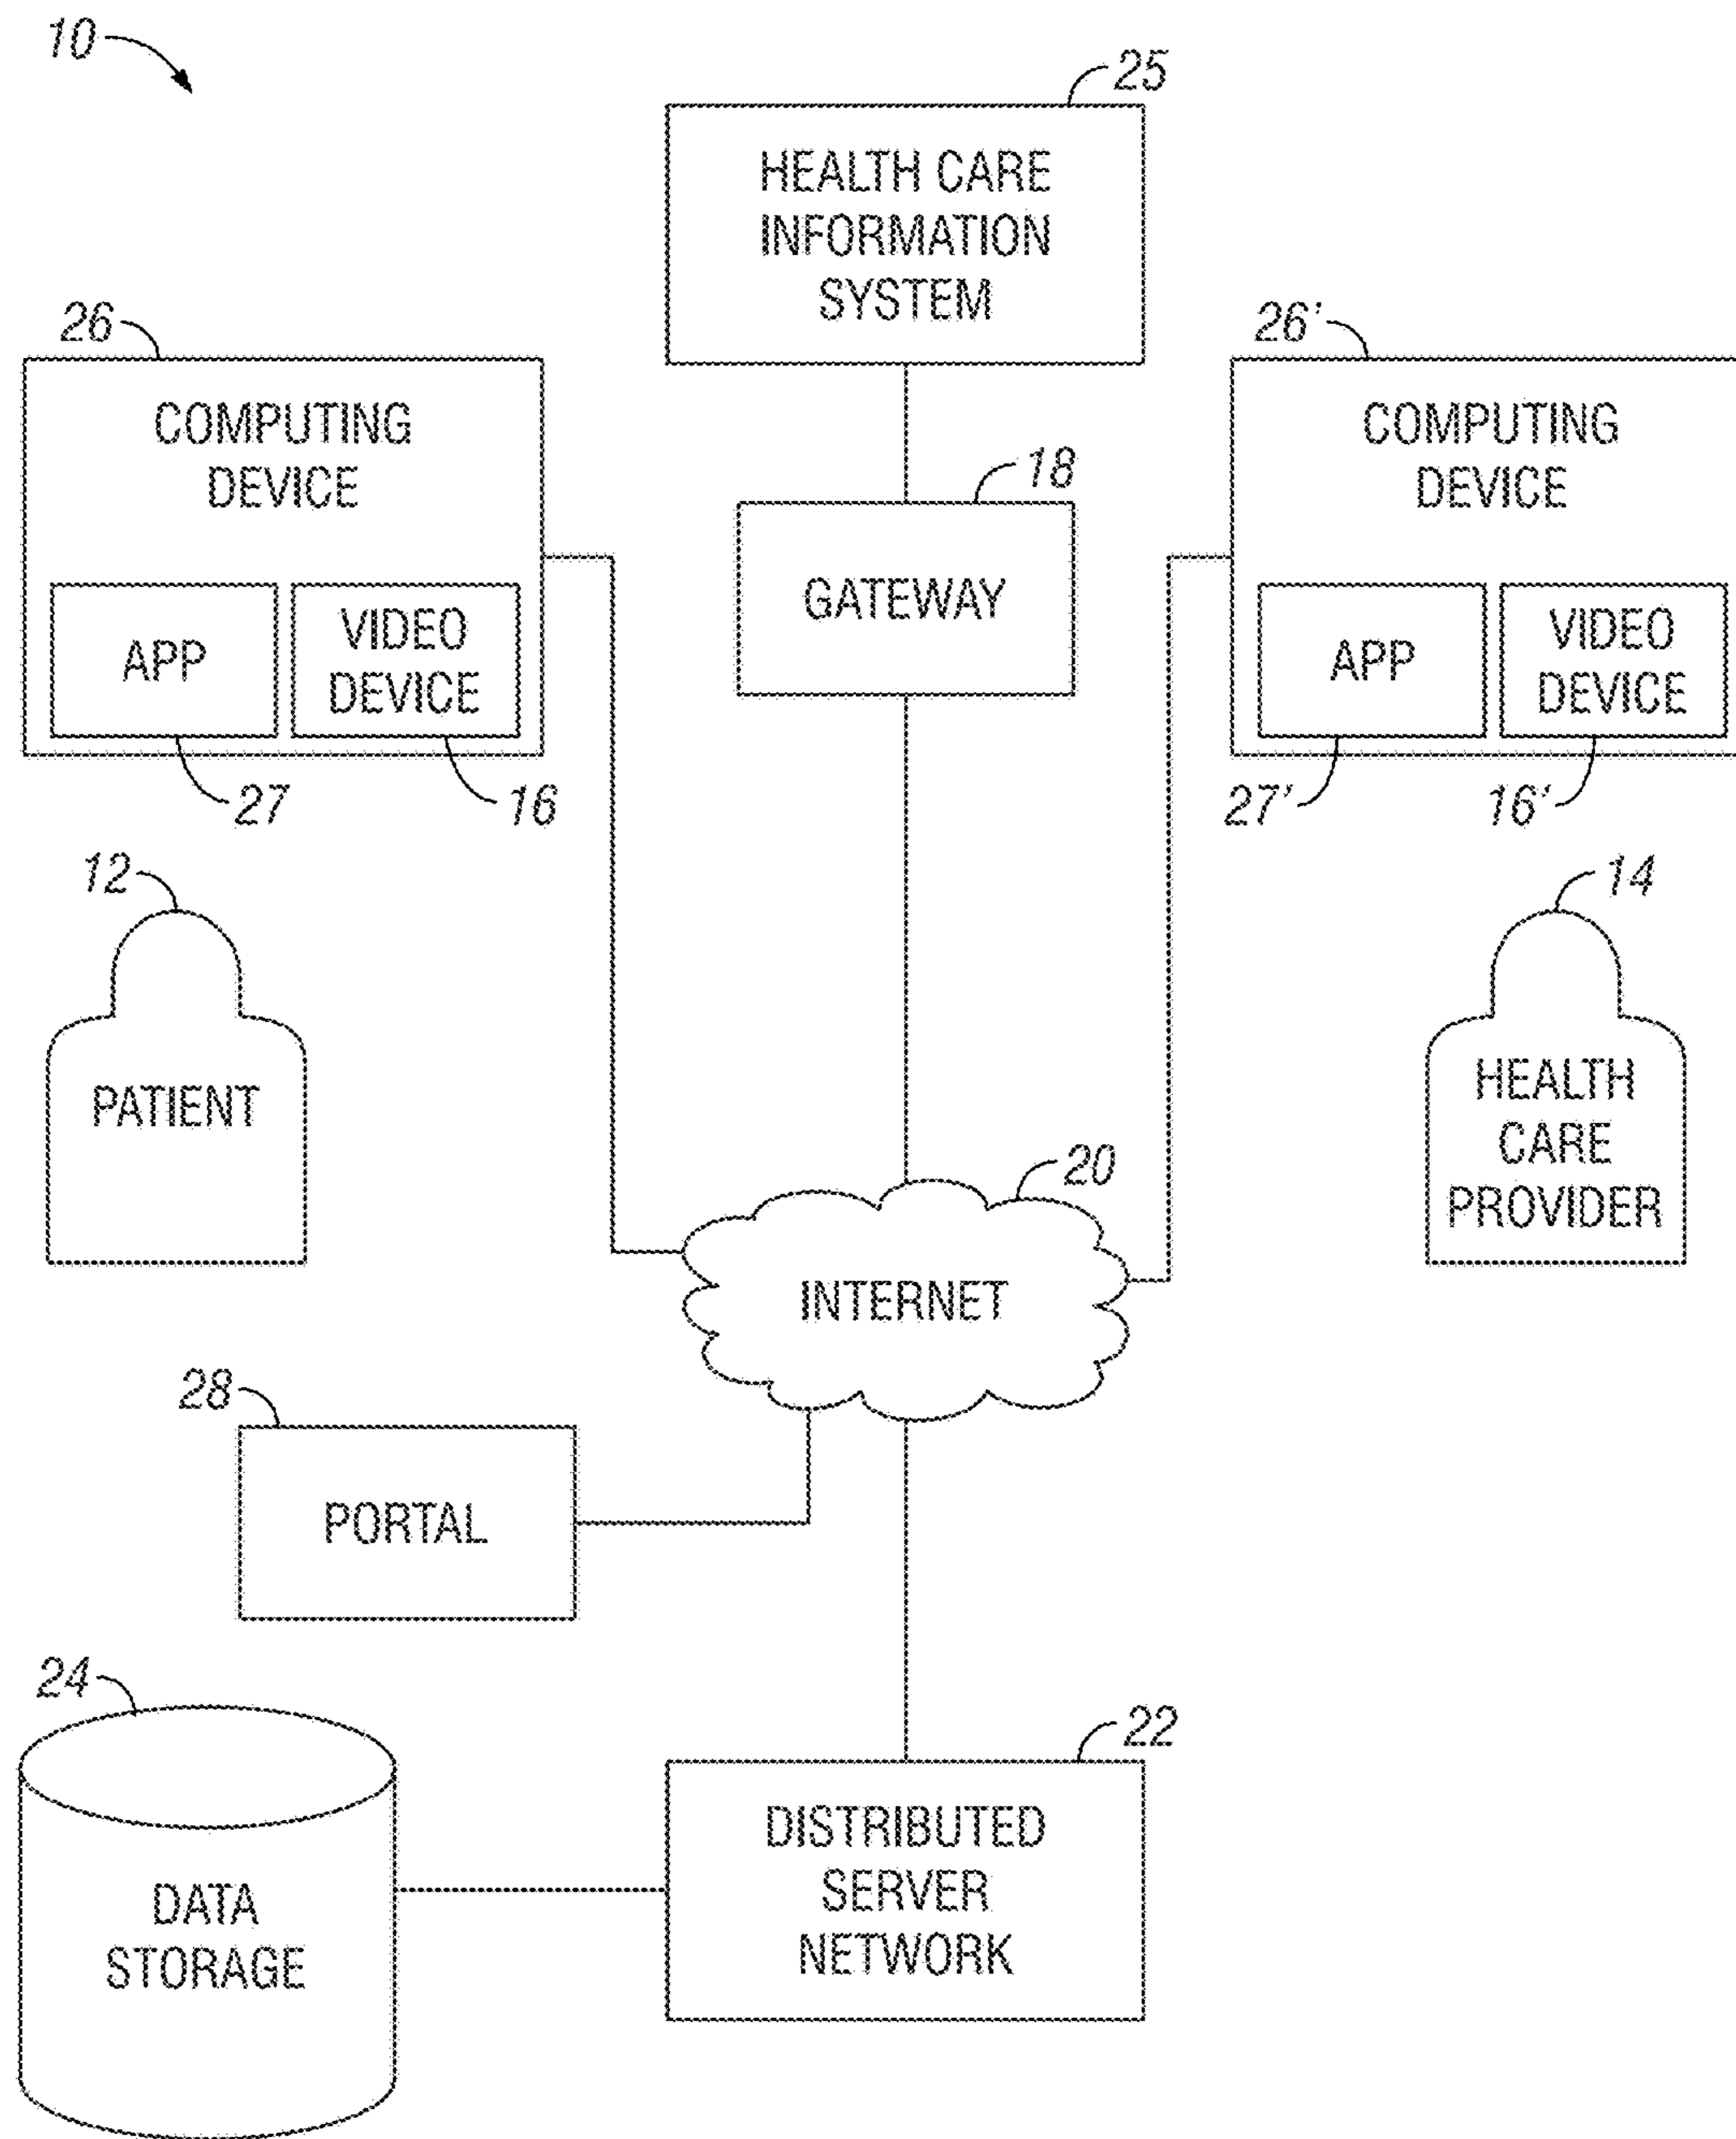 10
25
HEALTH CARE
INFORMATION
SYSTEM
26
COMPUTING
DEVICE
APP
VIDEO
DEVICE
27
16
18
GATEWAY
26'
COMPUTING
DEVICE
APP
VIDEO
DEVICE
27'
16'
12
PATIENT
14
HEALTH
CARE
PROVIDER
20
INTERNET
28
PORTAL
24
DATA
STORAGE
22
DISTRIBUTED
SERVER
NETWORK